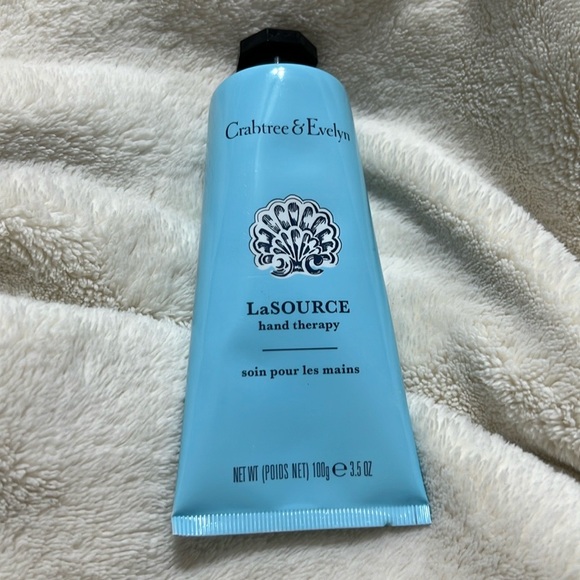 Crabtree & Evelyn
LaSOURCE
hand therapy
soin pour les mains
NET WT (POIDS NET) 100g ℮ 3.5 OZ